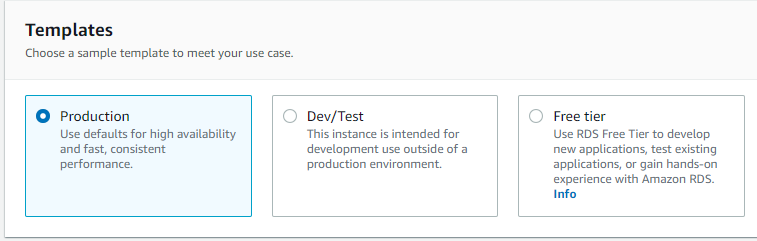 Templates
Choose a sample template to meet your use case.
Production
Use defaults for high availability
and fast, consistent
performance.
Dev/Test
This instance is intended for
development use outside of a
production environment.
Free tier
Use RDS Free Tier to develop
new applications, test existing
applications, or gain hands-on
experience with Amazon RDS.
Info